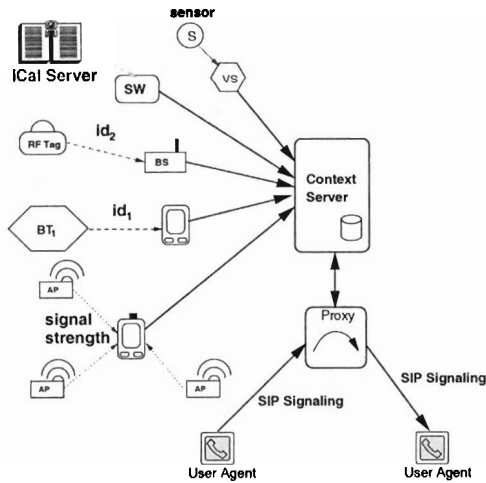 sensor
S
iCal Server
SW
VS
id2
RF Tag
BS
Context
Server
id1
BT1
AP
signal
strength
Proxy
AP
AP
SIP Signaling
SIP Signaling
User Agent
User Agent